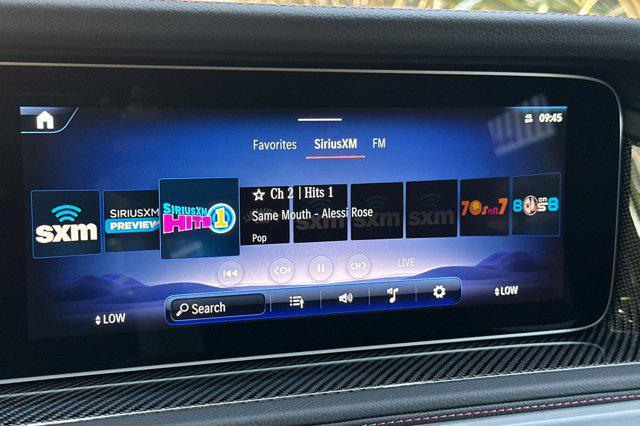 09:45
Favorites SiriusXM FM
☆ Ch 2 | Hits 1
Same Mouth - Alessi Rose
Pop
sxm
SIRIUSXM
PREVIEW
SIRIUSXM
HITS 1
sxm
sxm
70s on 7
80s on 8
<CH
CH>
LIVE
LOW
Search
LOW